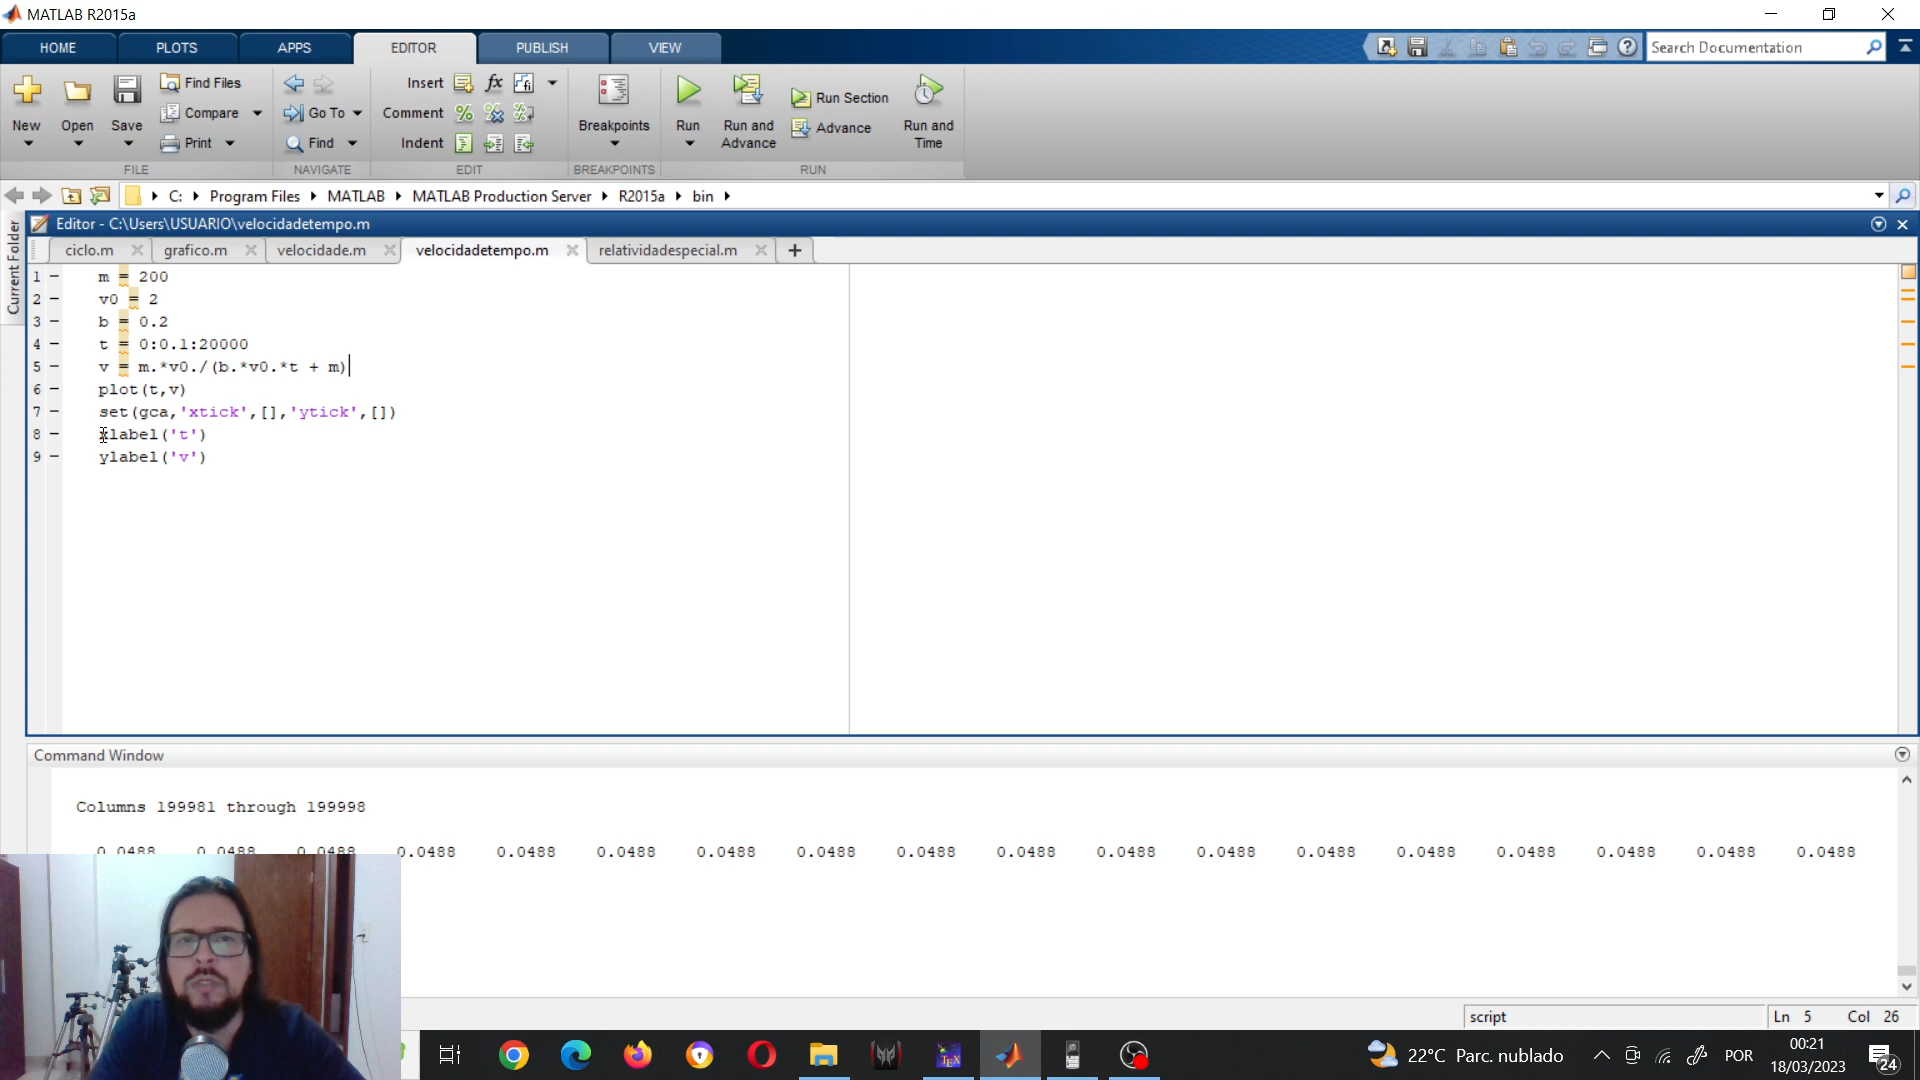 MATLAB R2015a
HOME PLOTS APPS EDITOR PUBLISH VIEW
Search Documentation
New Open Save Find Files Compare Print
Go To Find
Insert fx
Comment
Indent
Breakpoints
Run
Run and Advance
Run Section
Advance
Run and Time
FILE NAVIGATE EDIT BREAKPOINTS RUN
C: Program Files MATLAB MATLAB Production Server R2015a bin
Current Folder
Editor - C:\Users\USUARIO\velocidadetempo.m
ciclo.m grafico.m velocidade.m velocidadetempo.m relatividadespecial.m
1 m = 200
2 v0 = 2
3 b = 0.2
4 t = 0:0.1:20000
5 v = m.*v0./(b.*v0.*t + m)
6 plot(t,v)
7 set(gca,'xtick',[],'ytick',[])
8 xlabel('t')
9 ylabel('v')
Command Window
Columns 199981 through 199998
0.0488 0.0488 0.0488 0.0488 0.0488 0.0488 0.0488 0.0488 0.0488 0.0488 0.0488 0.0488 0.0488 0.0488 0.0488 0.0488 0.0488 0.0488
script Ln 5 Col 26
TEX
22°C Parc. nublado
POR
00:21
18/03/2023
24